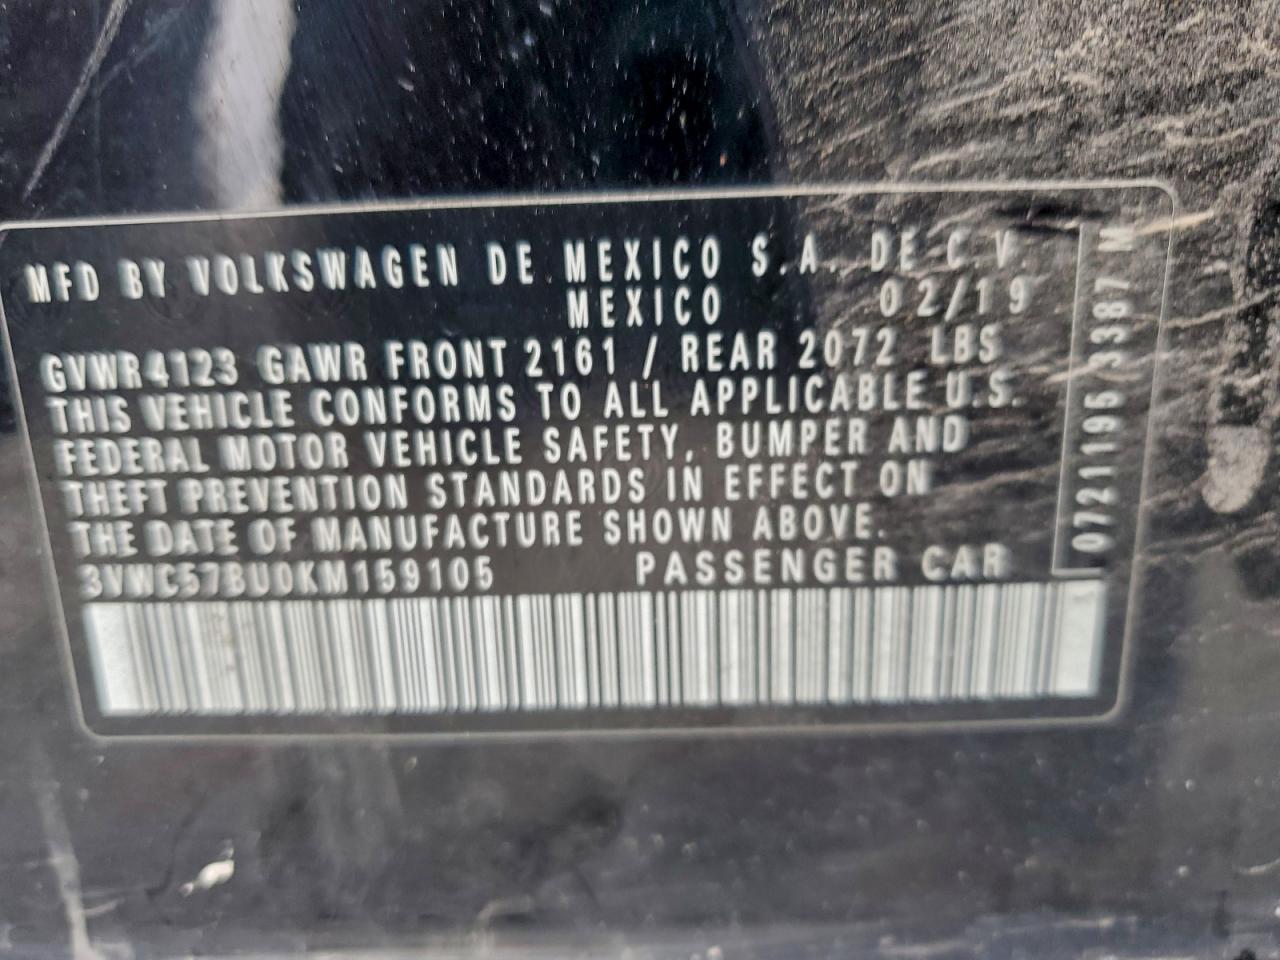 MFD BY VOLKSWAGEN DE MEXICO S.A. DE C.V.
MEXICO 02/19
GVWR4123 GAWR FRONT 2161 / REAR 2072 LBS
THIS VEHICLE CONFORMS TO ALL APPLICABLE U.S.
FEDERAL MOTOR VEHICLE SAFETY, BUMPER AND
THEFT PREVENTION STANDARDS IN EFFECT ON
THE DATE OF MANUFACTURE SHOWN ABOVE.
3VWC57BU0KM159105 PASSENGER CAR
0721195/3387 M